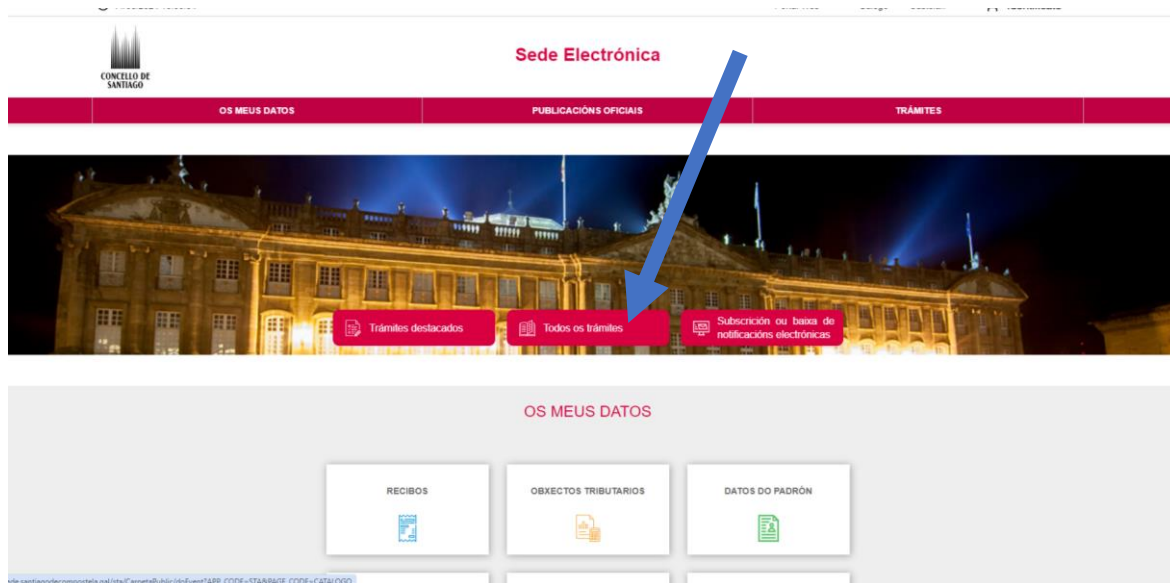 CONCELLO DE
SANTIAGO
Sede Electrónica
OS MEUS DATOS
PUBLICACIÓNS OFICIAIS
TRÁMITES
Trámites destacados
Todos os trámites
Subscrición ou baixa de
notificacións electrónicas
OS MEUS DATOS
RECIBOS
OBXECTOS TRIBUTARIOS
DATOS DO PADRÓN